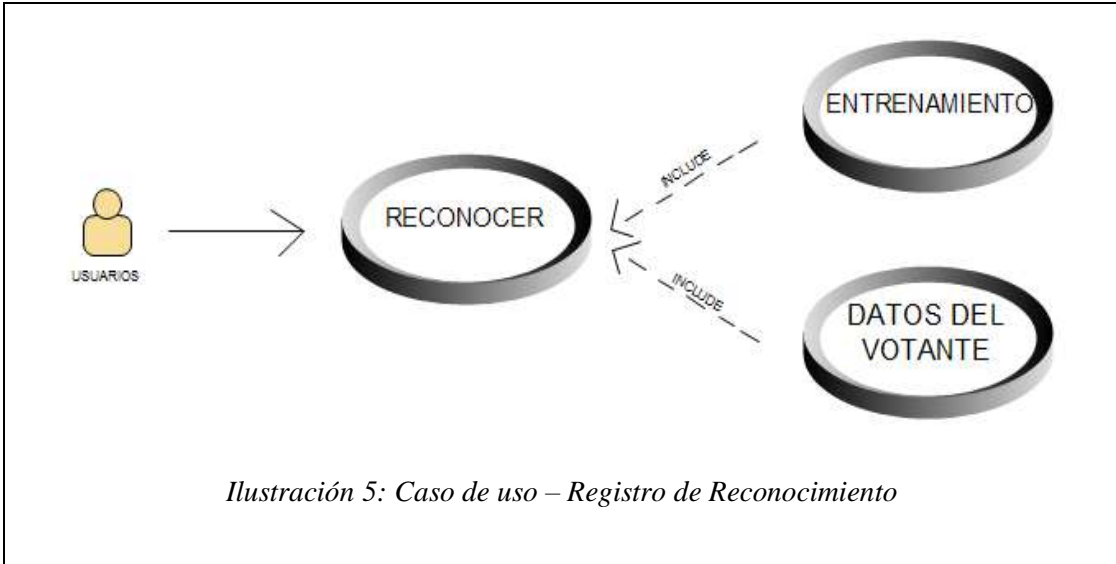 ENTRENAMIENTO
INCLUDE
RECONOCER
USUARIOS
INCLUDE
DATOS DEL
VOTANTE
Ilustración 5: Caso de uso – Registro de Reconocimiento